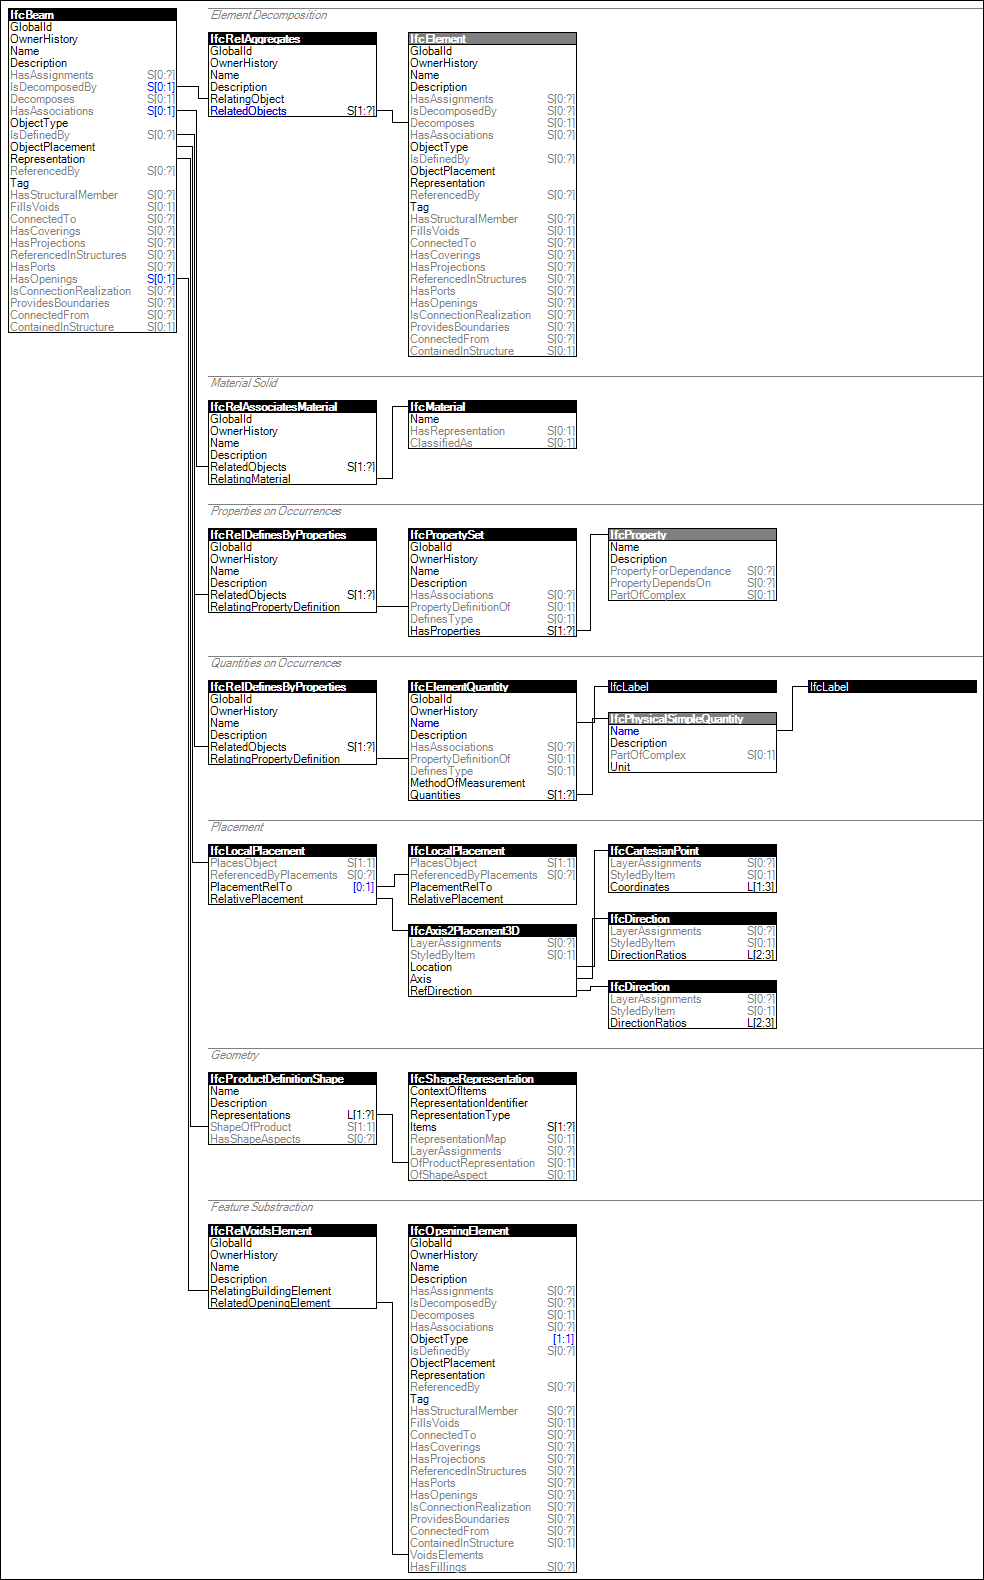 IfcBeam
GlobalId
OwnerHistory
Name
Description
HasAssignments S[0:?]
IsDecomposedBy S[0:1]
Decomposes S[0:1]
HasAssociations S[0:1]
ObjectType
IsDefinedBy S[0:?]
ObjectPlacement
Representation
ReferencedBy S[0:?]
Tag
HasStructuralMember S[0:?]
FillsVoids S[0:1]
ConnectedTo S[0:?]
HasCoverings S[0:?]
HasProjections S[0:?]
ReferencedInStructures S[0:?]
HasPorts S[0:?]
HasOpenings S[0:1]
IsConnectionRealization S[0:?]
ProvidesBoundaries S[0:?]
ConnectedFrom S[0:?]
ContainedInStructure S[0:1]
Element Decomposition
IfcRelAggregates
GlobalId
OwnerHistory
Name
Description
RelatingObject
RelatedObjects S[1:?]
IfcElement
GlobalId
OwnerHistory
Name
Description
HasAssignments S[0:?]
IsDecomposedBy S[0:?]
Decomposes S[0:1]
HasAssociations S[0:?]
ObjectType
IsDefinedBy S[0:?]
ObjectPlacement
Representation
ReferencedBy S[0:?]
Tag
HasStructuralMember S[0:?]
FillsVoids S[0:1]
ConnectedTo S[0:?]
HasCoverings S[0:?]
HasProjections S[0:?]
ReferencedInStructures S[0:?]
HasPorts S[0:?]
HasOpenings S[0:?]
IsConnectionRealization S[0:?]
ProvidesBoundaries S[0:?]
ConnectedFrom S[0:?]
ContainedInStructure S[0:1]
Material Solid
IfcRelAssociatesMaterial
GlobalId
OwnerHistory
Name
Description
RelatedObjects S[1:?]
RelatingMaterial
IfcMaterial
Name
HasRepresentation S[0:1]
ClassifiedAs S[0:1]
Properties on Occurrences
IfcRelDefinesByProperties
GlobalId
OwnerHistory
Name
Description
RelatedObjects S[1:?]
RelatingPropertyDefinition
IfcPropertySet
GlobalId
OwnerHistory
Name
Description
HasAssociations S[0:?]
PropertyDefinitionOf S[0:1]
DefinesType S[0:1]
HasProperties S[1:?]
IfcProperty
Name
Description
PropertyForDependance S[0:?]
PropertyDependsOn S[0:?]
PartOfComplex S[0:1]
Quantities on Occurrences
IfcRelDefinesByProperties
GlobalId
OwnerHistory
Name
Description
RelatedObjects S[1:?]
RelatingPropertyDefinition
IfcElementQuantity
GlobalId
OwnerHistory
Name
Description
HasAssociations S[0:?]
PropertyDefinitionOf S[0:1]
DefinesType S[0:1]
MethodOfMeasurement
Quantities S[1:?]
IfcLabel
IfcPhysicalSimpleQuantity
Name
Description
PartOfComplex S[0:1]
Unit
IfcLabel
Placement
IfcLocalPlacement
PlacesObject S[1:1]
ReferencedByPlacements S[0:?]
PlacementRelTo [0:1]
RelativePlacement
IfcLocalPlacement
PlacesObject S[1:1]
ReferencedByPlacements S[0:?]
PlacementRelTo
RelativePlacement
IfcAxis2Placement3D
LayerAssignments S[0:?]
StyledByItem S[0:1]
Location
Axis
RefDirection
IfcCartesianPoint
LayerAssignments S[0:?]
StyledByItem S[0:1]
Coordinates L[1:3]
IfcDirection
LayerAssignments S[0:?]
StyledByItem S[0:1]
DirectionRatios L[2:3]
IfcDirection
LayerAssignments S[0:?]
StyledByItem S[0:1]
DirectionRatios L[2:3]
Geometry
IfcProductDefinitionShape
Name
Description
Representations L[1:?]
ShapeOfProduct S[1:1]
HasShapeAspects S[0:?]
IfcShapeRepresentation
ContextOfItems
RepresentationIdentifier
RepresentationType
Items S[1:?]
RepresentationMap S[0:1]
LayerAssignments S[0:?]
OfProductRepresentation S[0:1]
OfShapeAspect S[0:1]
Feature Substraction
IfcRelVoidsElement
GlobalId
OwnerHistory
Name
Description
RelatingBuildingElement
RelatedOpeningElement
IfcOpeningElement
GlobalId
OwnerHistory
Name
Description
HasAssignments S[0:?]
IsDecomposedBy S[0:?]
Decomposes S[0:1]
HasAssociations S[0:?]
ObjectType [1:1]
IsDefinedBy S[0:?]
ObjectPlacement
Representation
ReferencedBy S[0:?]
Tag
HasStructuralMember S[0:?]
FillsVoids S[0:1]
ConnectedTo S[0:?]
HasCoverings S[0:?]
HasProjections S[0:?]
ReferencedInStructures S[0:?]
HasPorts S[0:?]
HasOpenings S[0:?]
IsConnectionRealization S[0:?]
ProvidesBoundaries S[0:?]
ConnectedFrom S[0:?]
ContainedInStructure S[0:1]
VoidsElements
HasFillings S[0:?]